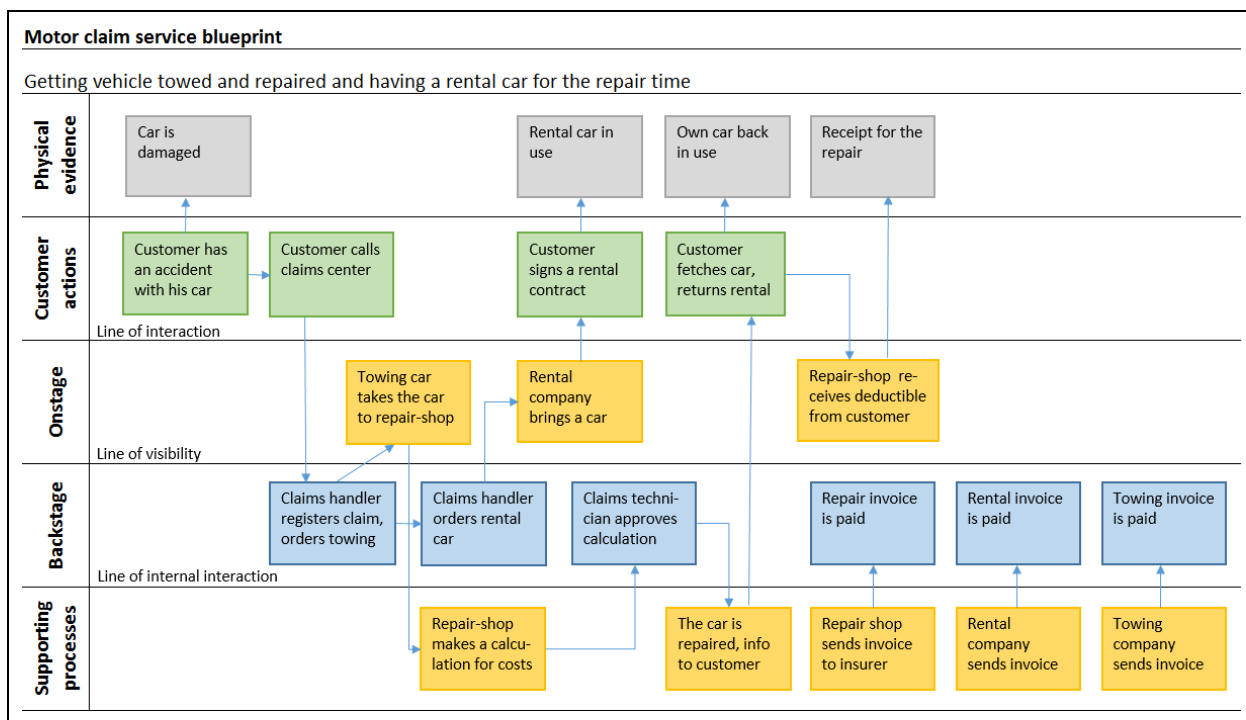 Motor claim service blueprint
Getting vehicle towed and repaired and having a rental car for the repair time
Physical
evidence
Car is
damaged
Rental car in
use
Own car back
in use
Receipt for the
repair
Customer
actions
Customer has
an accident
with his car
Customer calls
claims center
Customer
signs a rental
contract
Customer
fetches car,
returns rental
Line of interaction
Onstage
Towing car
takes the car
to repair-shop
Rental
company
brings a car
Repair-shop re-
ceives deductible
from customer
Line of visibility
Backstage
Claims handler
registers claim,
orders towing
Claims handler
orders rental
car
Claims techni-
cian approves
calculation
Repair invoice
is paid
Rental invoice
is paid
Towing invoice
is paid
Line of internal interaction
Supporting
processes
Repair-shop
makes a calcu-
lation for costs
The car is
repaired, info
to customer
Repair shop
sends invoice
to insurer
Rental
company
sends invoice
Towing
company
sends invoice